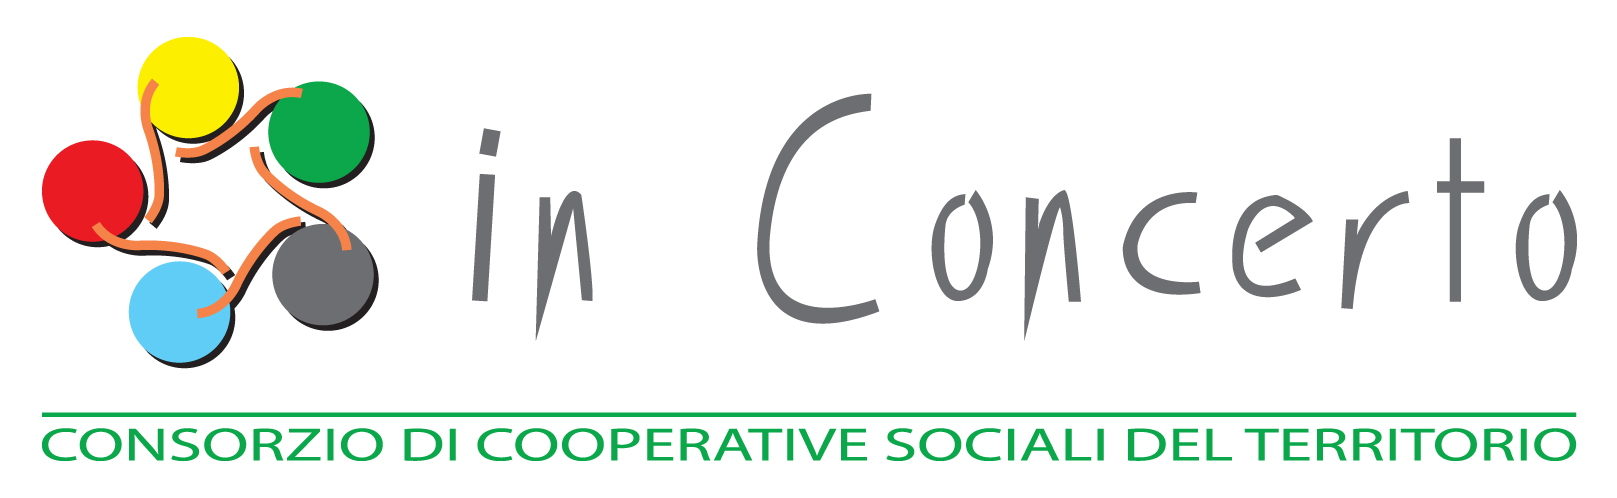 in Concerto
CONSORZIO DI COOPERATIVE SOCIALI DEL TERRITORIO